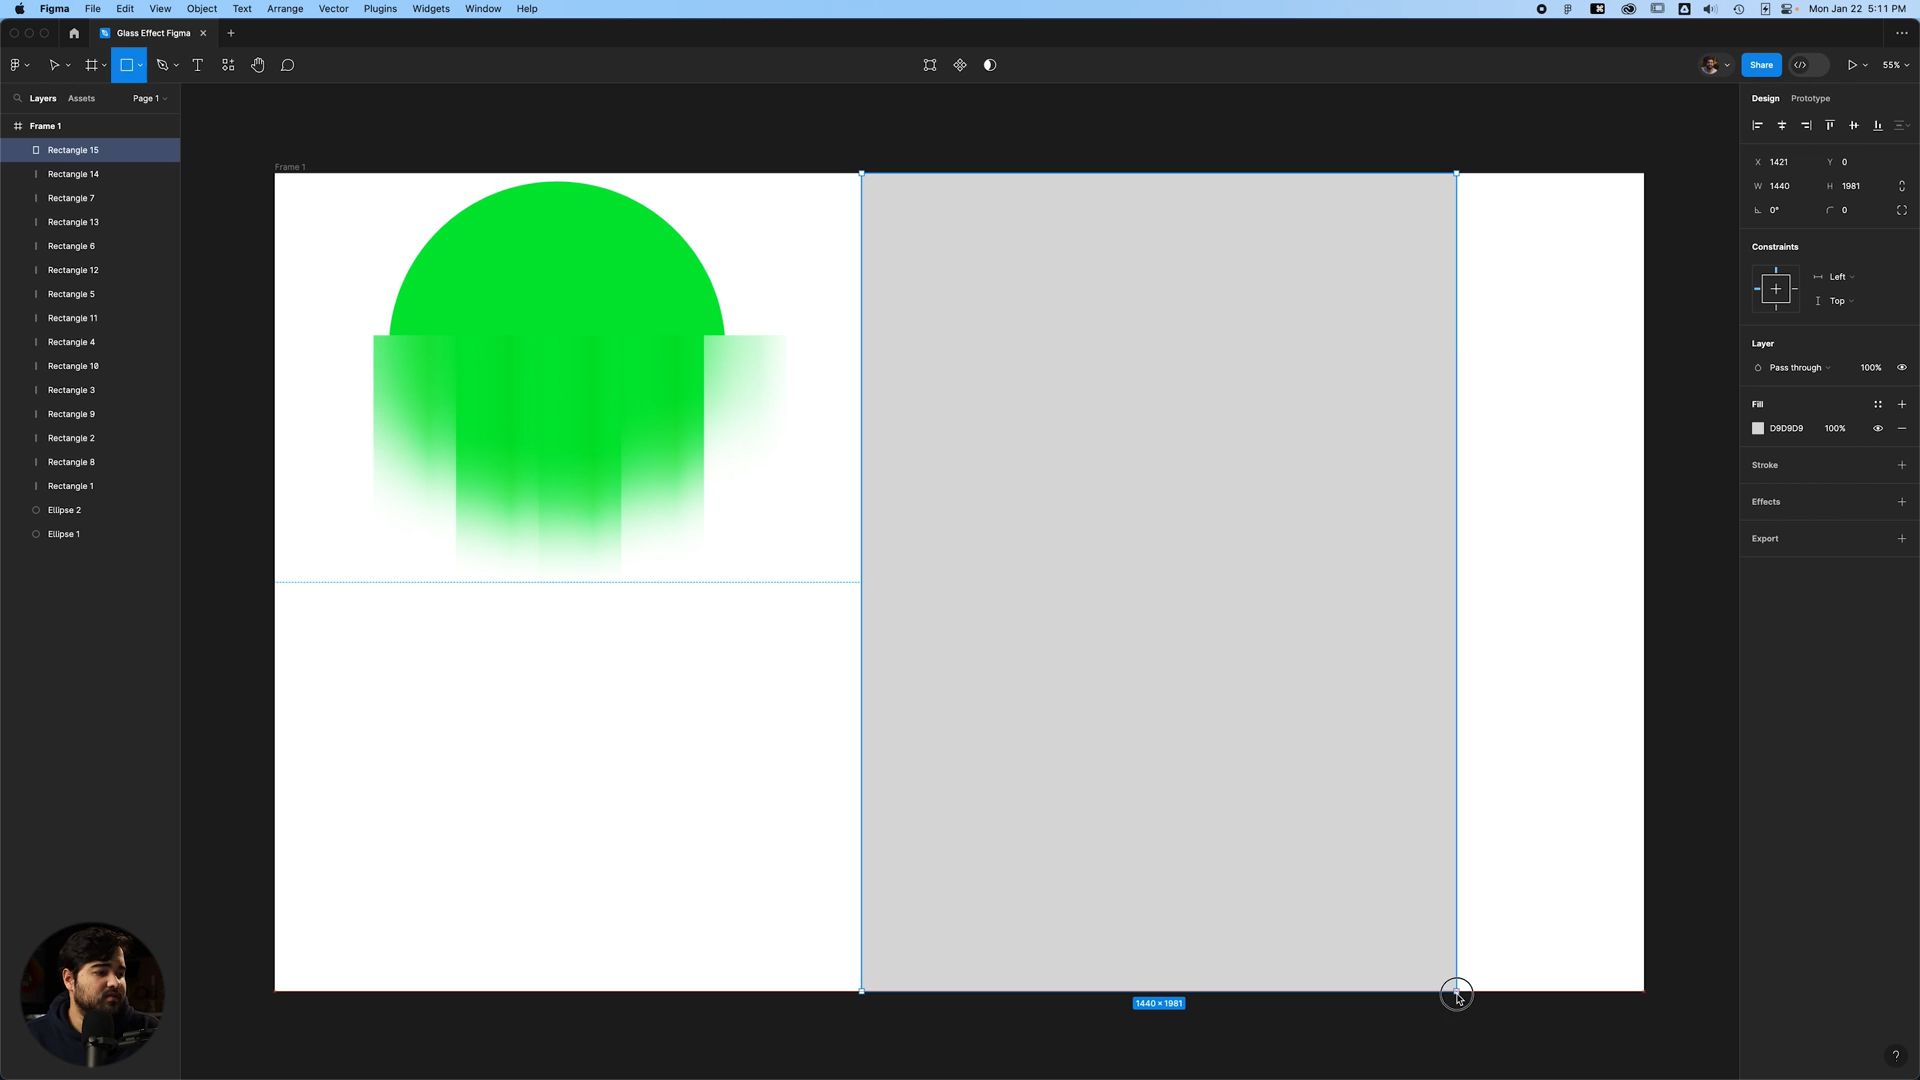 Figma File Edit View Object Text Arrange Vector Plugins Widgets Window Help Mon Jan 22 5:11 PM
Glass Effect Figma
Share 55%
Layers Assets Page 1
Design Prototype
Frame 1
Rectangle 15
Rectangle 14
Rectangle 7
Rectangle 13
Rectangle 6
Rectangle 12
Rectangle 5
Rectangle 11
Rectangle 4
Rectangle 10
Rectangle 3
Rectangle 9
Rectangle 2
Rectangle 8
Rectangle 1
Ellipse 2
Ellipse 1
Frame 1
1440 × 1981
X 1421 Y 0
W 1440 H 1981
0° 0
Constraints
Left
Top
Layer
Pass through 100%
Fill
D9D9D9 100%
Stroke
Effects
Export
?